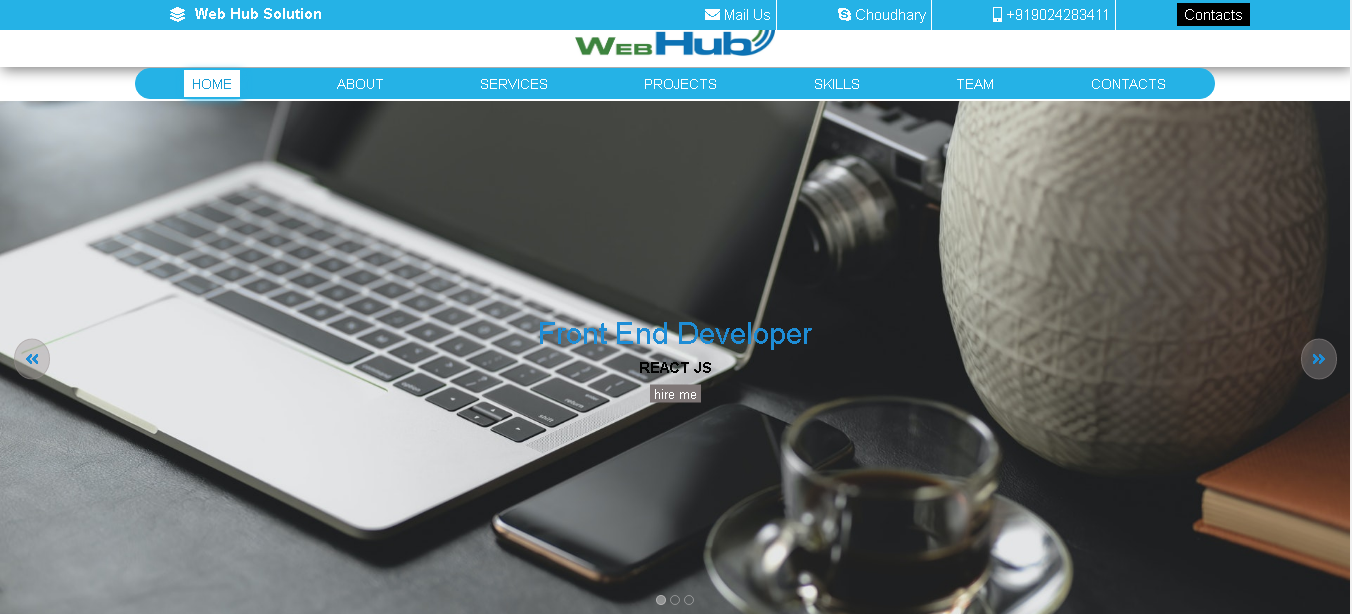 Web Hub Solution
Mail Us
Choudhary
+919024283411
Contacts
WEBHub
HOME
ABOUT
SERVICES
PROJECTS
SKILLS
TEAM
CONTACTS
Front End Developer
REACT JS
hire me